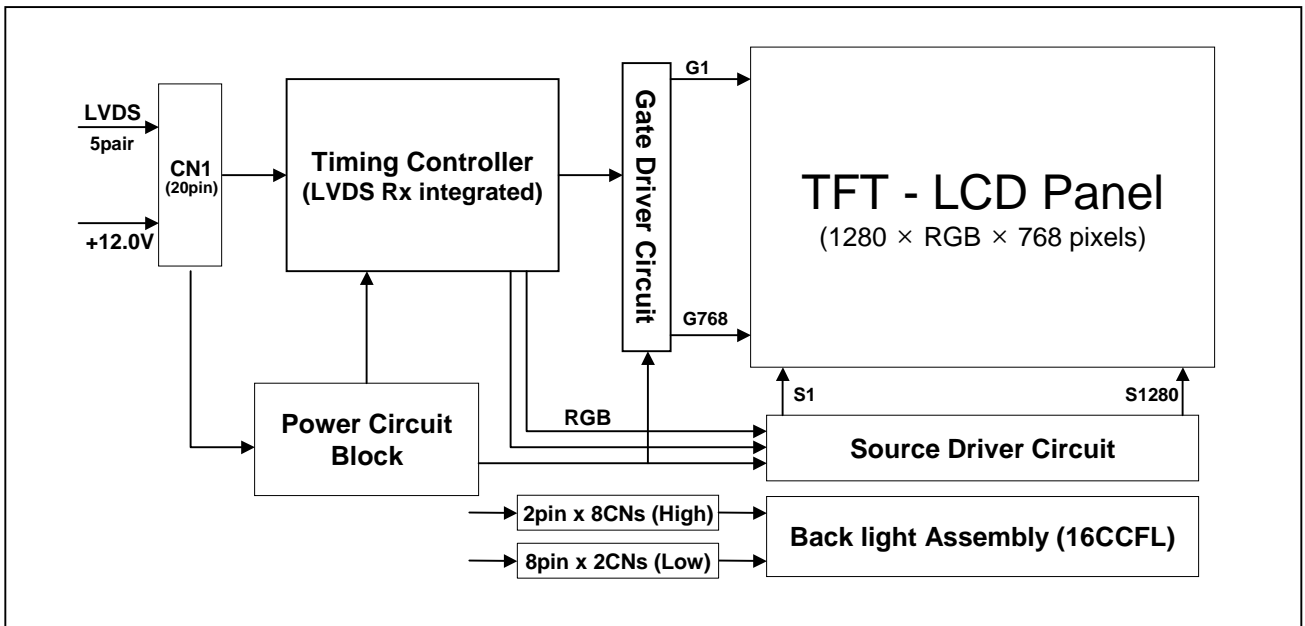 LVDS
5pair
+12.0V
CN1
(20pin)
Timing Controller
(LVDS Rx integrated)
Gate Driver Circuit
G1
G768
TFT - LCD Panel
(1280 × RGB × 768 pixels)
S1
S1280
Power Circuit
Block
RGB
Source Driver Circuit
2pin x 8CNs (High)
8pin x 2CNs (Low)
Back light Assembly (16CCFL)